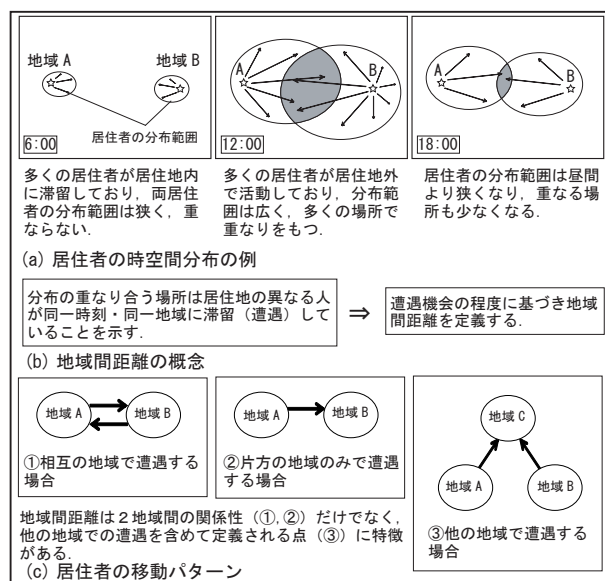 地域 A
地域 B
居住者の分布範囲
6:00
多くの居住者が居住地内
に滞留しており，両居住
者の分布範囲は狭く，重
ならない．
A
B
12:00
多くの居住者が居住地外
で活動しており，分布範
囲は広く，多くの場所で
重なりをもつ．
A
B
18:00
居住者の分布範囲は昼間
より狭くなり，重なる場
所も少なくなる．
(a) 居住者の時空間分布の例
分布の重なり合う場所は居住地の異なる人
が同一時刻・同一地域に滞留（遭遇）して
いることを示す．
⇒
遭遇機会の程度に基づき地域
間距離を定義する．
(b) 地域間距離の概念
地域 A
地域 B
①相互の地域で遭遇する
場合
地域 A
地域 B
②片方の地域のみで遭遇
する場合
地域 C
地域 A
地域 B
③他の地域で遭遇する
場合
地域間距離は２地域間の関係性（①,②）だけでなく，
他の地域での遭遇を含めて定義される点（③）に特徴
がある．
(c) 居住者の移動パターン